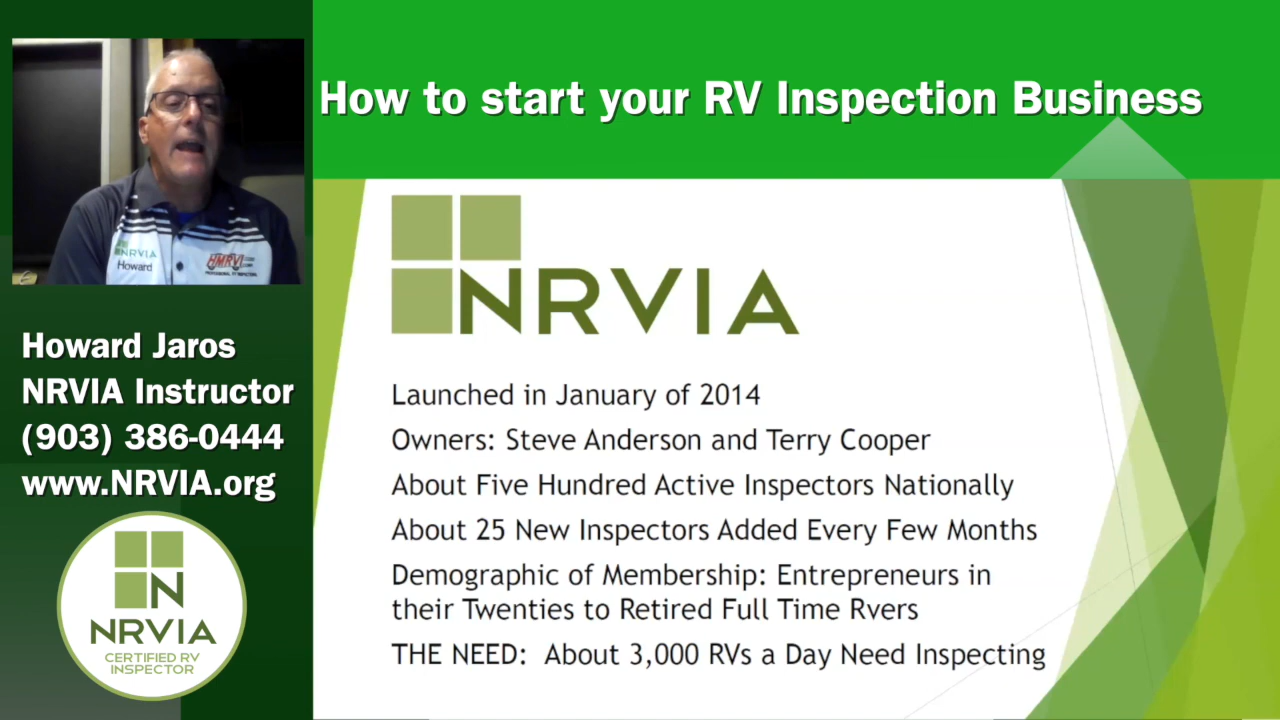 How to start your RV Inspection Business
NRVIA
Howard
HMRVI
Howard Jaros
NRVIA Instructor
(903) 386-0444
www.NRVIA.org
N
NRVIA
CERTIFIED RV
INSPECTOR
NRVIA
Launched in January of 2014
Owners: Steve Anderson and Terry Cooper
About Five Hundred Active Inspectors Nationally
About 25 New Inspectors Added Every Few Months
Demographic of Membership: Entrepreneurs in
their Twenties to Retired Full Time Rvers
THE NEED: About 3,000 RVs a Day Need Inspecting